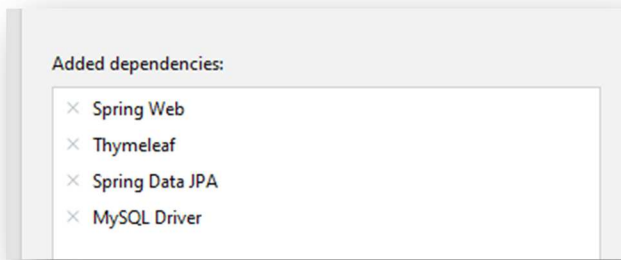 Added dependencies:
Spring Web
Thymeleaf
Spring Data JPA
MySQL Driver